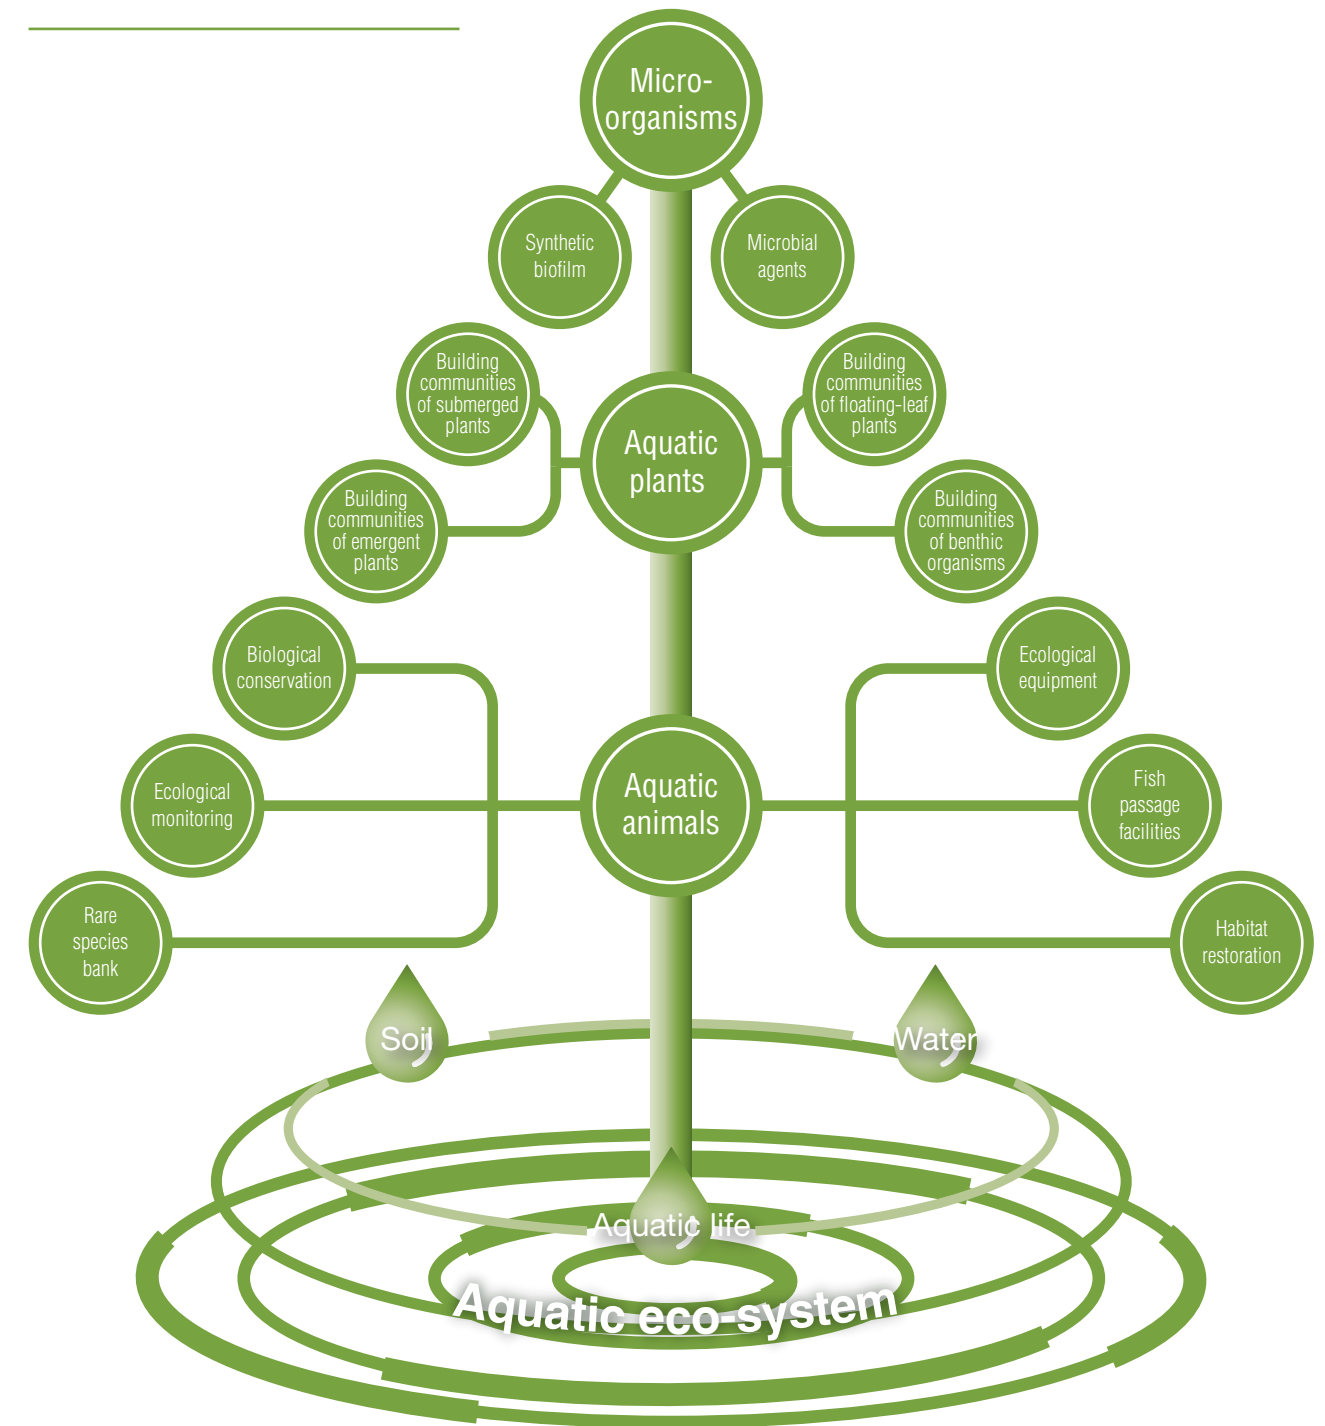 Micro-
organisms
Synthetic
biofilm
Microbial
agents
Building
communities
of submerged
plants
Building
communities
of floating-leaf
plants
Aquatic
plants
Building
communities
of emergent
plants
Building
communities
of benthic
organisms
Biological
conservation
Ecological
equipment
Ecological
monitoring
Aquatic
animals
Fish
passage
facilities
Rare
species
bank
Habitat
restoration
Soil
Water
Aquatic life
Aquatic eco-system